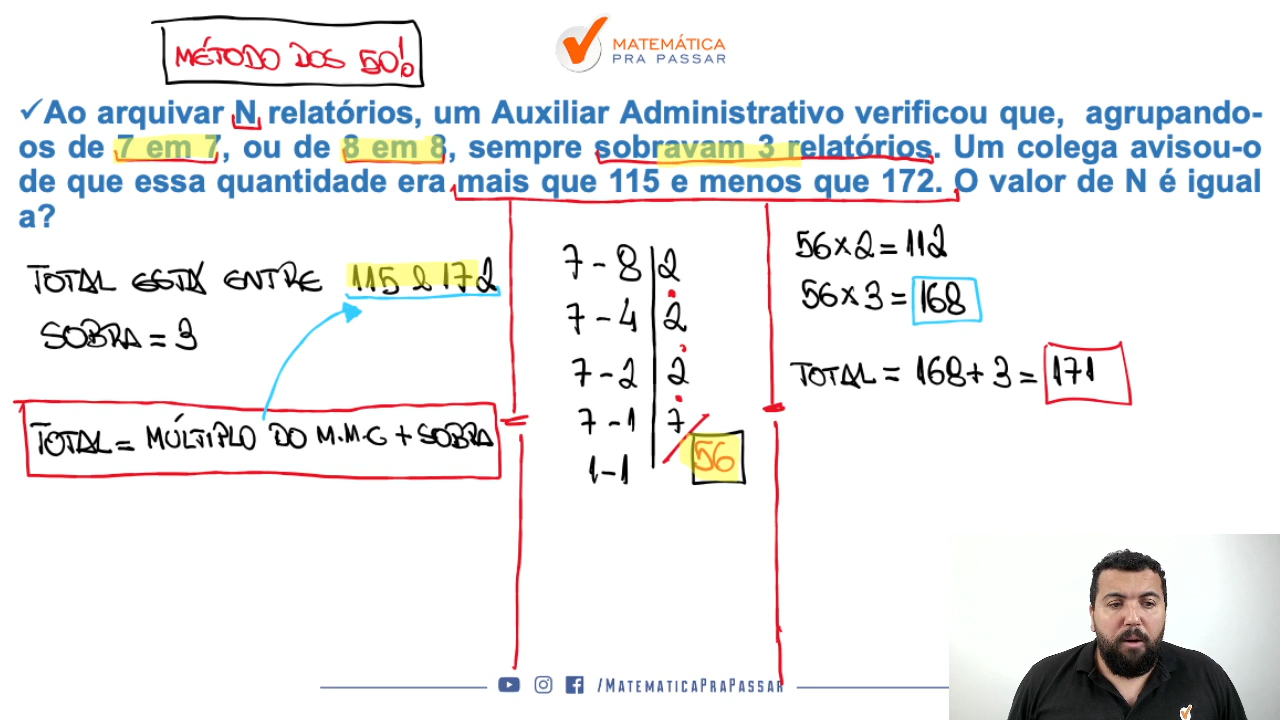 MÉTODO DOS 50!
MATEMÁTICA
PRA PASSAR
✓Ao arquivar N relatórios, um Auxiliar Administrativo verificou que, agrupando-
os de 7 em 7, ou de 8 em 8, sempre sobravam 3 relatórios. Um colega avisou-o
de que essa quantidade era mais que 115 e menos que 172. O valor de N é igual
a?
TOTAL ESTÁ ENTRE 115 e 172
SOBRA = 3
TOTAL = MÚLTIPLO DO M.M.C + SOBRA
7 - 8 | 2
7 - 4 | 2
7 - 2 | 2
7 - 1 | 7
1 - 1
56
56 x 2 = 112
56 x 3 = 168
TOTAL = 168 + 3 = 171
/MATEMATICAPRAPASSAR